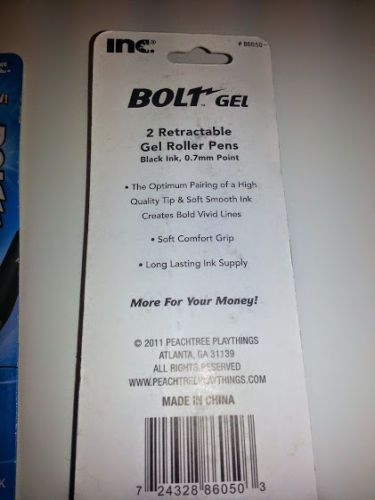 inc.® # 86050
BOLT™ GEL
2 Retractable
Gel Roller Pens
Black Ink, 0.7mm Point
• The Optimum Pairing of a High
Quality Tip & Soft Smooth Ink
Creates Bold Vivid Lines
• Soft Comfort Grip
• Long Lasting Ink Supply
More For Your Money!
© 2011 PEACHTREE PLAYTHINGS
ATLANTA, GA 31139
ALL RIGHTS RESERVED
WWW.PEACHTREEPLAYTHINGS.COM
MADE IN CHINA
7 24328 86050 3